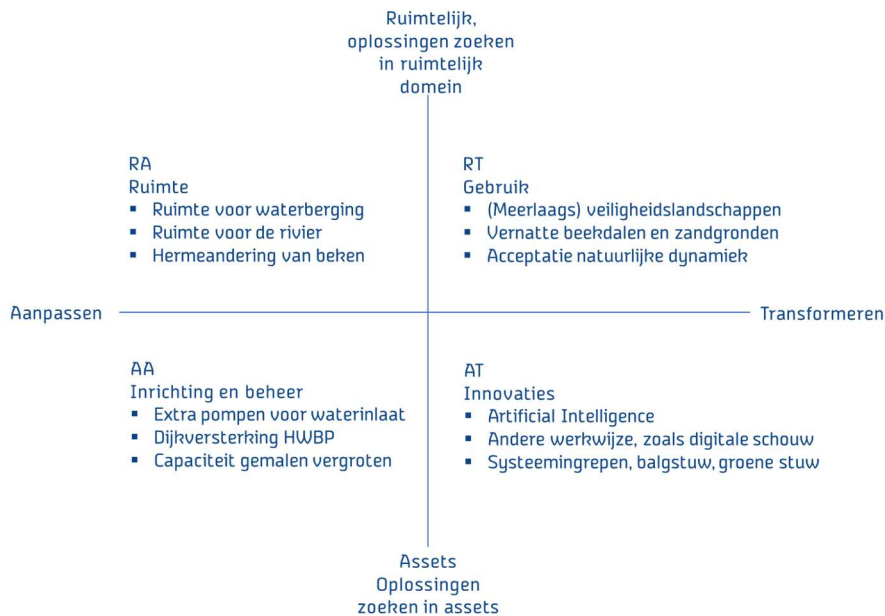 Ruimtelijk,
oplossingen zoeken
in ruimtelijk
domein
RA
Ruimte
▪ Ruimte voor waterberging
▪ Ruimte voor de rivier
▪ Hermeandering van beken
RT
Gebruik
▪ (Meerlaags) veiligheidslandschappen
▪ Vernatte beekdalen en zandgronden
▪ Acceptatie natuurlijke dynamiek
Aanpassen
Transformeren
AA
Inrichting en beheer
▪ Extra pompen voor waterinlaat
▪ Dijkversterking HWBP
▪ Capaciteit gemalen vergroten
AT
Innovaties
▪ Artificial Intelligence
▪ Andere werkwijze, zoals digitale schouw
▪ Systeemingrepen, balgstuw, groene stuw
Assets
Oplossingen
zoeken in assets